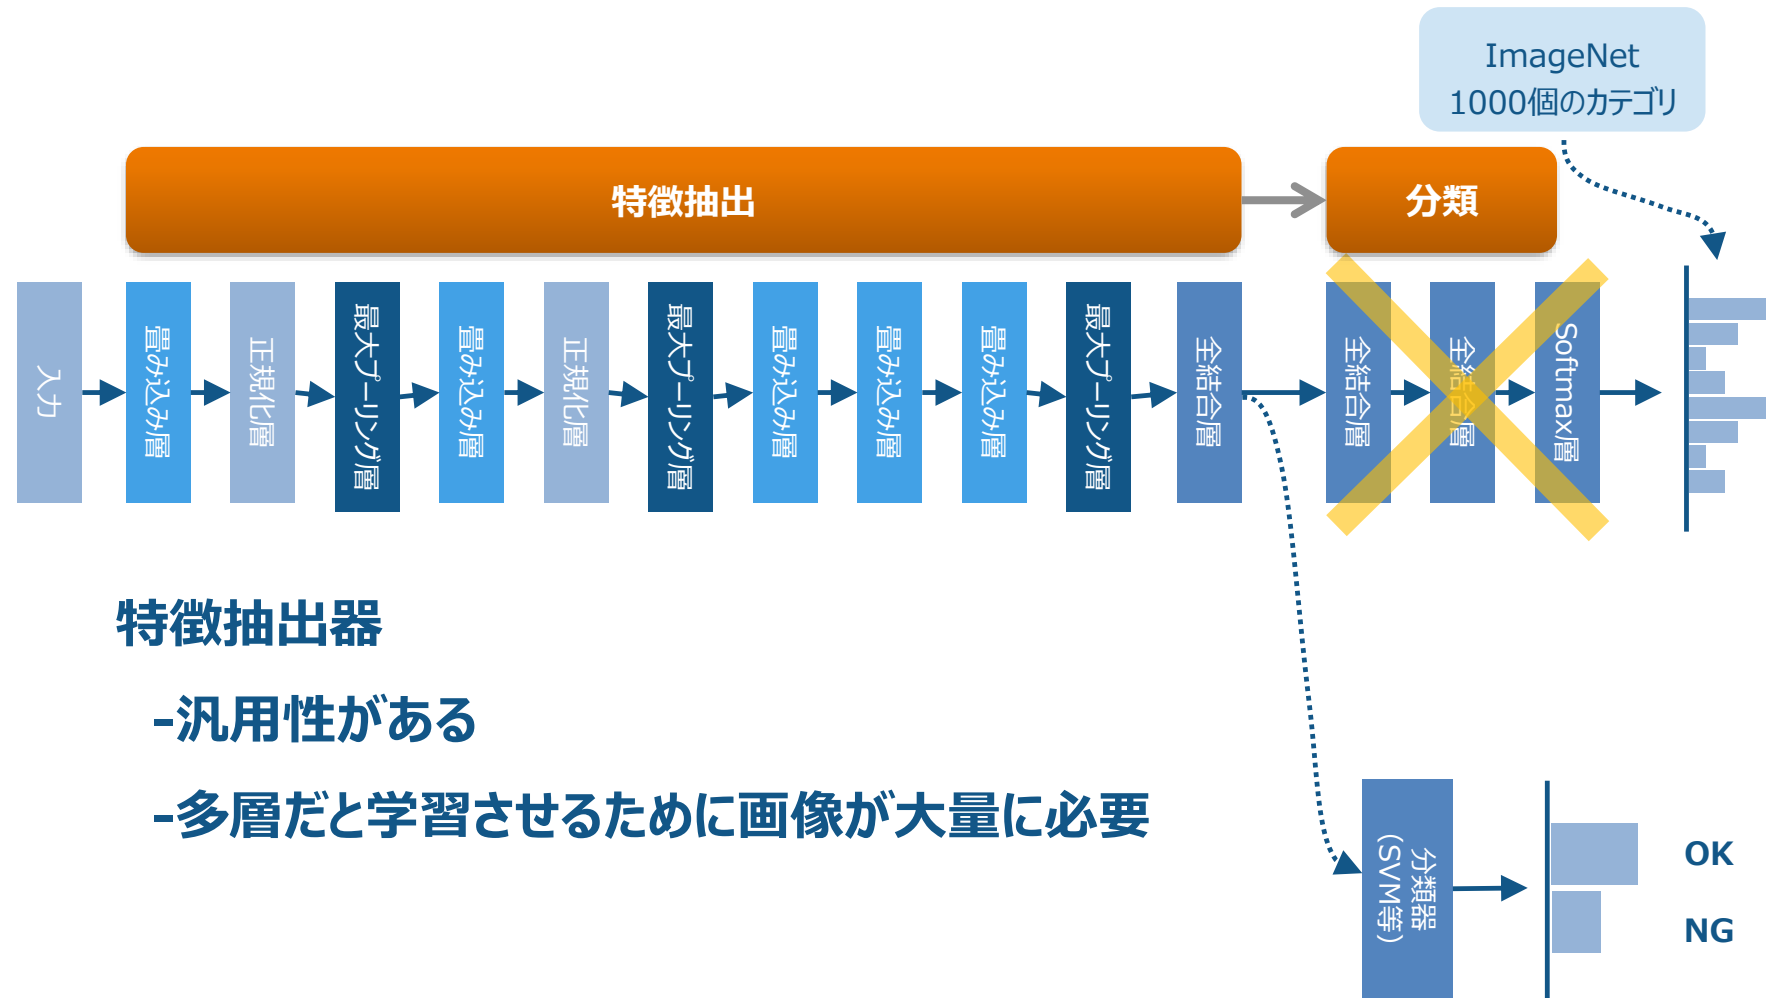 ImageNet
1000個のカテゴリ
特徴抽出
分類
入力
畳み込み層
正規化層
最大プーリング層
畳み込み層
正規化層
最大プーリング層
畳み込み層
畳み込み層
畳み込み層
最大プーリング層
全結合層
全結合層
全結合層
Softmax層
特徴抽出器
-汎用性がある
-多層だと学習させるために画像が大量に必要
分類器
(SVM等)
OK
NG